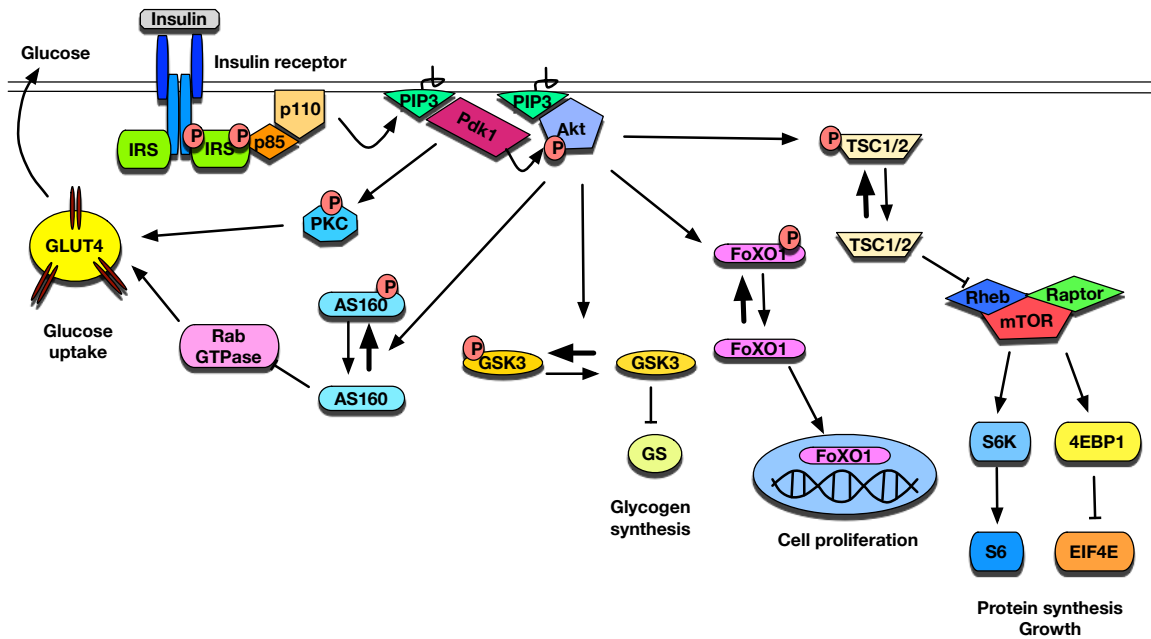 Insulin
Glucose
Insulin receptor
PIP3
PIP3
p110
Pdk1
Akt
P
P
P
IRS
IRS
p85
P
TSC1/2
P
PKC
GLUT4
TSC1/2
P
FoXO1
P
AS160
Rheb
Raptor
mTOR
Glucose
uptake
Rab
GTPase
FoXO1
P
GSK3
GSK3
AS160
S6K
4EBP1
GS
FoXO1
Glycogen
synthesis
Cell proliferation
S6
EIF4E
Protein synthesis
Growth